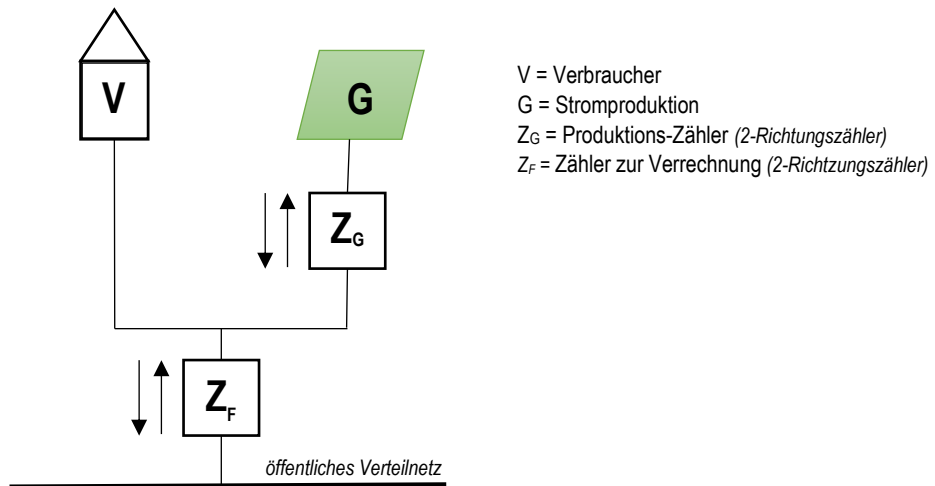 V
G
V = Verbraucher
G = Stromproduktion
ZG = Produktions-Zähler (2-Richtungszähler)
ZF = Zähler zur Verrechnung (2-Richtzungszähler)
ZG
ZF
öffentliches Verteilnetz